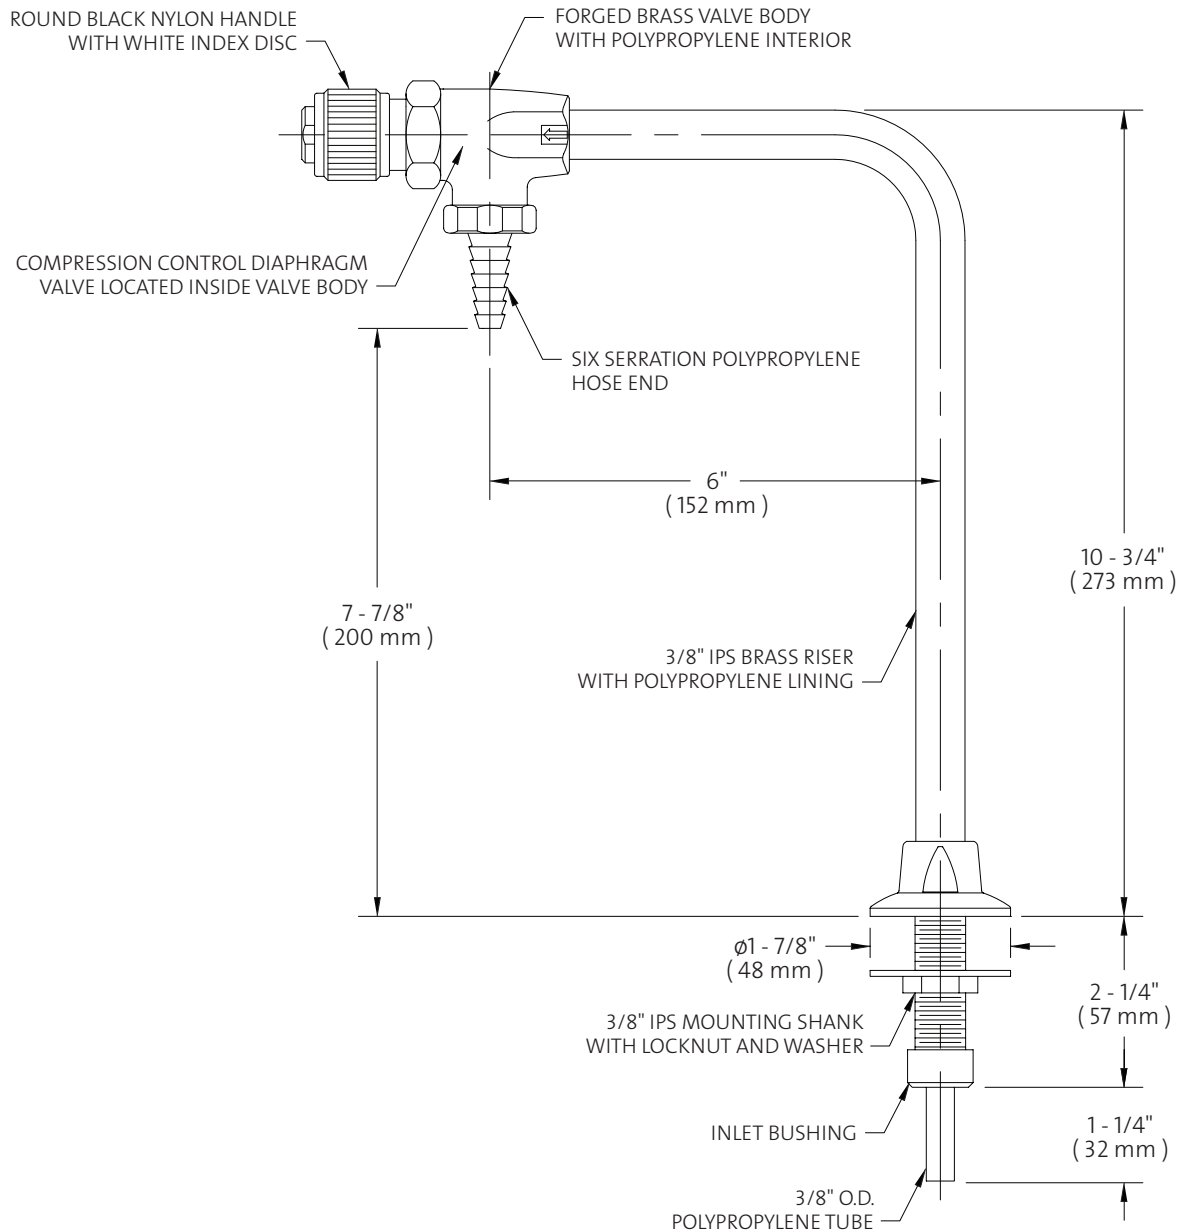 ROUND BLACK NYLON HANDLE
WITH WHITE INDEX DISC
FORGED BRASS VALVE BODY
WITH POLYPROPYLENE INTERIOR
COMPRESSION CONTROL DIAPHRAGM
VALVE LOCATED INSIDE VALVE BODY
SIX SERRATION POLYPROPYLENE
HOSE END
6"
( 152 mm )
10 - 3/4"
( 273 mm )
7 - 7/8"
( 200 mm )
3/8" IPS BRASS RISER
WITH POLYPROPYLENE LINING
ø1 - 7/8"
( 48 mm )
2 - 1/4"
( 57 mm )
3/8" IPS MOUNTING SHANK
WITH LOCKNUT AND WASHER
INLET BUSHING
1 - 1/4"
( 32 mm )
3/8" O.D.
POLYPROPYLENE TUBE